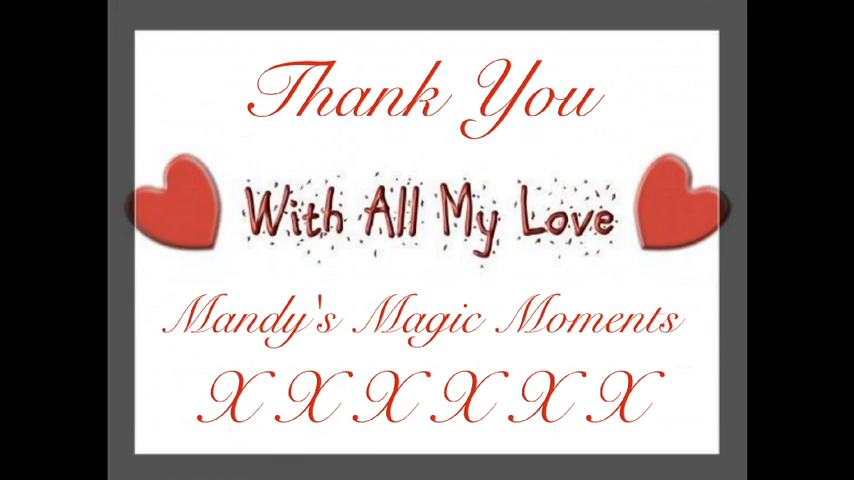 Thank You
With All My Love
Mandy's Magic Moments
X X X X X X